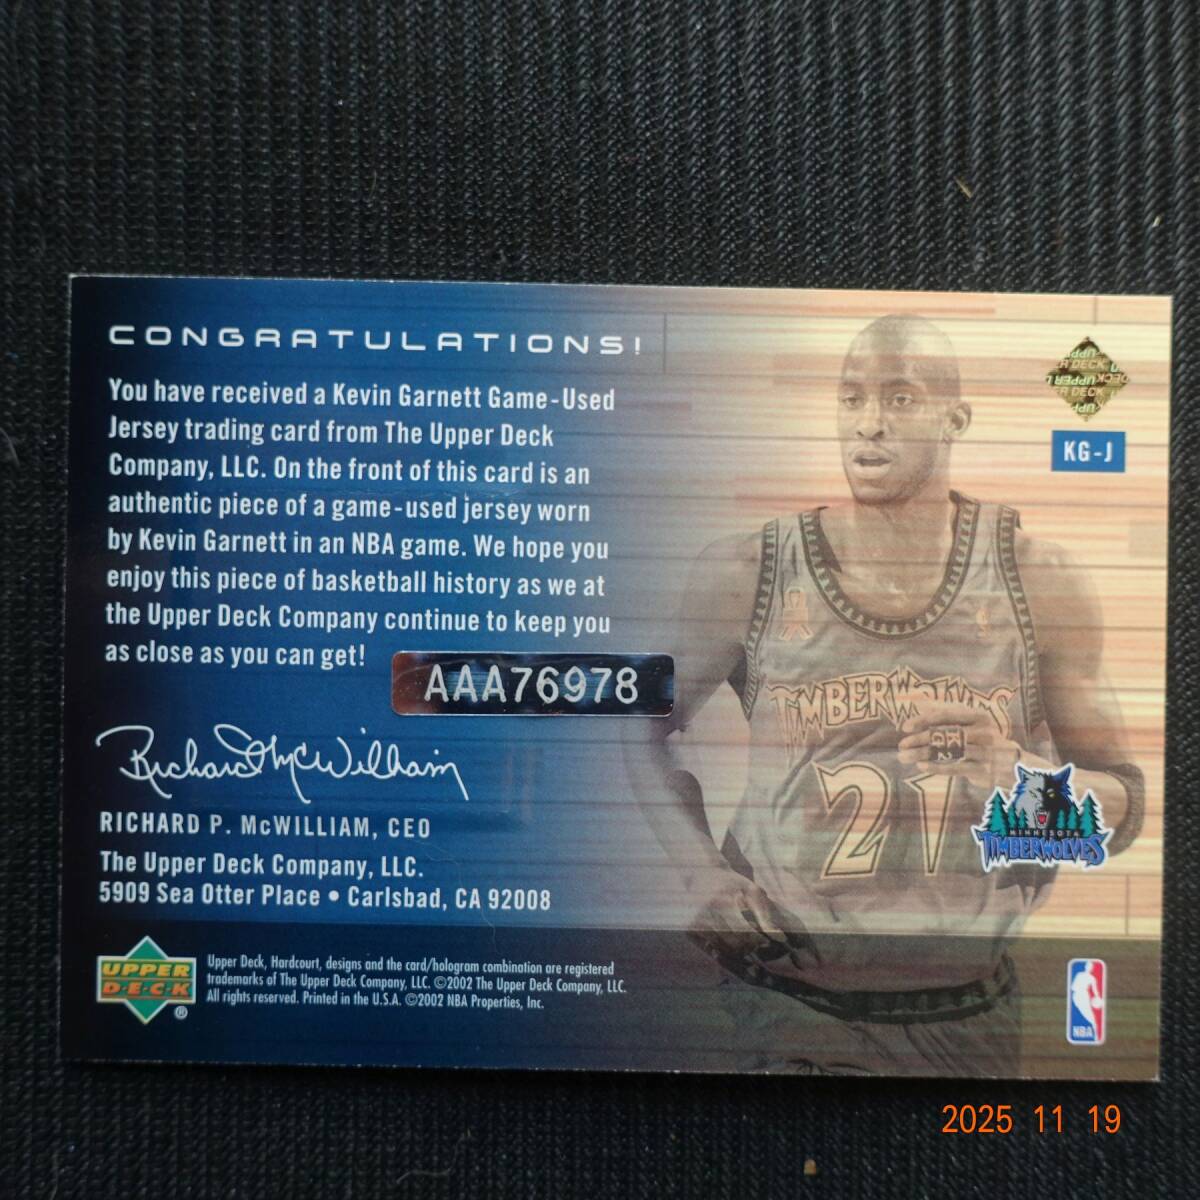 CONGRATULATIONS!
You have received a Kevin Garnett Game-Used
Jersey trading card from The Upper Deck
Company, LLC. On the front of this card is an
authentic piece of a game-used jersey worn
by Kevin Garnett in an NBA game. We hope you
enjoy this piece of basketball history as we at
the Upper Deck Company continue to keep you
as close as you can get!
AAA76978
Richard McWilliam
RICHARD P. McWILLIAM, CEO
The Upper Deck Company, LLC.
5909 Sea Otter Place • Carlsbad, CA 92008
UPPER
D·E·C·K
®
Upper Deck, Hardcourt, designs and the card/hologram combination are registered
trademarks of The Upper Deck Company, LLC. ©2002 The Upper Deck Company, LLC.
All rights reserved. Printed in the U.S.A. ©2002 NBA Properties, Inc.
UPPER
DECK
KG-J
TIMBERWOLVES
21
MINNESOTA
TIMBERWOLVES
NBA
2025 11 19